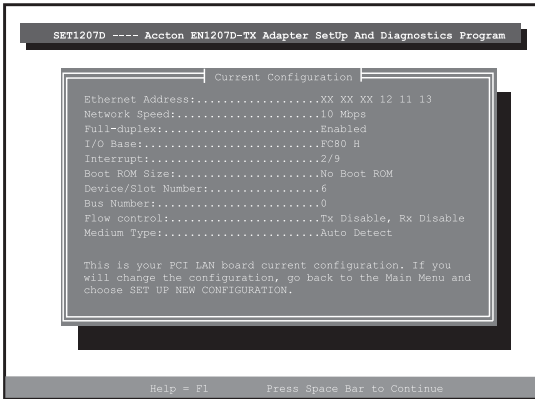 SET1207D ---- Accton EN1207D-TX Adapter SetUp And Diagnostics Program
Current Configuration
Ethernet Address:...................XX XX XX 12 11 13
Network Speed:......................10 Mbps
Full-duplex:........................Enabled
I/O Base:...........................FC80 H
Interrupt:..........................2/9
Boot ROM Size:......................No Boot ROM
Device/Slot Number:.................6
Bus Number:.........................0
Flow control:.......................Tx Disable, Rx Disable
Medium Type:........................Auto Detect
This is your PCI LAN board current configuration. If you
will change the configuration, go back to the Main Menu and
choose SET UP NEW CONFIGURATION.
Help = F1 Press Space Bar to Continue